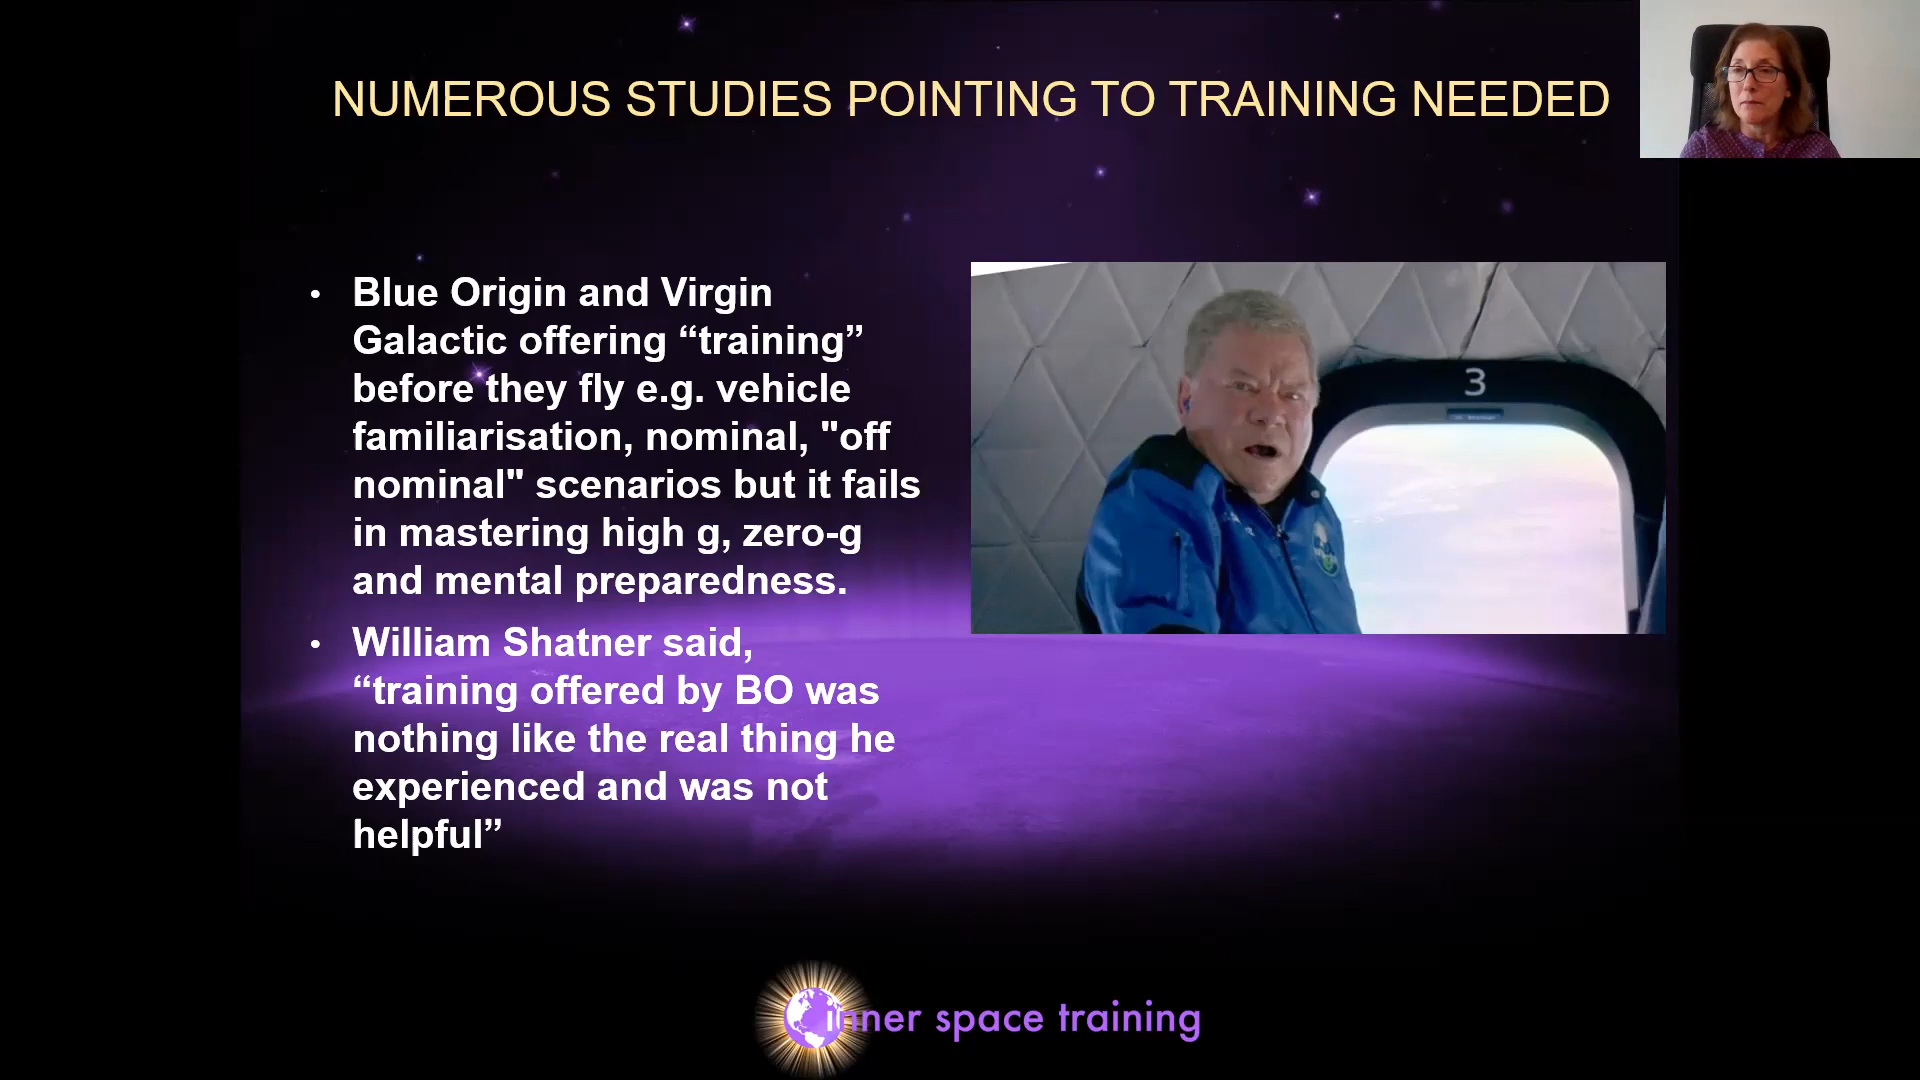 NUMEROUS STUDIES POINTING TO TRAINING NEEDED
• Blue Origin and Virgin
Galactic offering “training”
before they fly e.g. vehicle
familiarisation, nominal, "off
nominal" scenarios but it fails
in mastering high g, zero-g
and mental preparedness.
• William Shatner said,
“training offered by BO was
nothing like the real thing he
experienced and was not
helpful”
3
inner space training